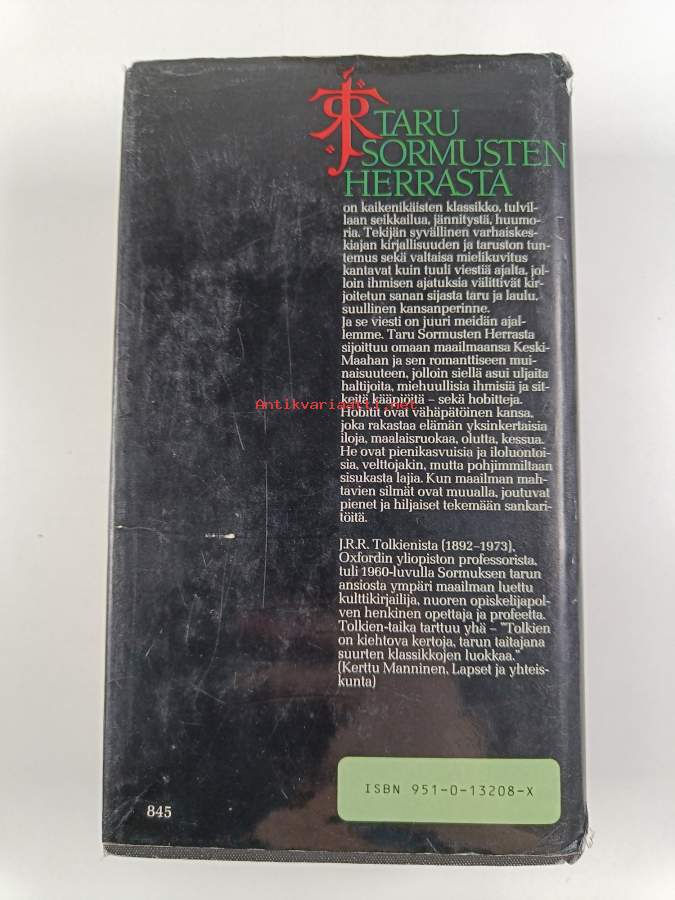 TARU
SORMUSTEN
HERRASTA
on kaikenikäisten klassikko, tulvil-
laan seikkailua, jännitystä, huumo-
ria. Tekijän syvällinen varhaiskes-
kiajan kirjallisuuden ja taruston tun-
temus sekä valtaisa mielikuvitus
kantavat kuin tuuli viestiä ajalta, jol-
loin ihmisen ajatuksia välittivät kir-
joitetun sanan sijasta taru ja laulu,
suullinen kansanperinne.
Ja se viesti on juuri meidän ajal-
lemme. Taru Sormusten Herrasta
sijoittuu omaan maailmaansa Keski-
Maahan ja sen romanttiseen mui-
naisuuteen, jolloin siellä asui uljaita
haltijoita, miehuullisia ihmisiä ja sit-
keitä kääpiöitä – sekä hobitteja.
Antikvariaatti.net
Hobitit ovat vähäpätöinen kansa,
joka rakastaa elämän yksinkertaisia
iloja, maalaisruokaa, olutta, kessua.
He ovat pienikasvuisia ja iloluontoi-
sia, velttojakin, mutta pohjimmiltaan
sisukasta lajia. Kun maailman mah-
tavien silmät ovat muualla, joutuvat
pienet ja hiljaiset tekemään sankari-
töitä.
J.R.R. Tolkienista (1892–1973),
Oxfordin yliopiston professorista,
tuli 1960-luvulla Sormuksen tarun
ansiosta ympäri maailman luettu
kulttikirjailija, nuoren opiskelijapol-
ven henkinen opettaja ja profeetta.
Tolkien-taika tarttuu yhä – "Tolkien
on kiehtova kertoja, tarun taitajana
suurten klassikkojen luokkaa."
(Kerttu Manninen, Lapset ja yhteis-
kunta)
ISBN 951-0-13208-X
845